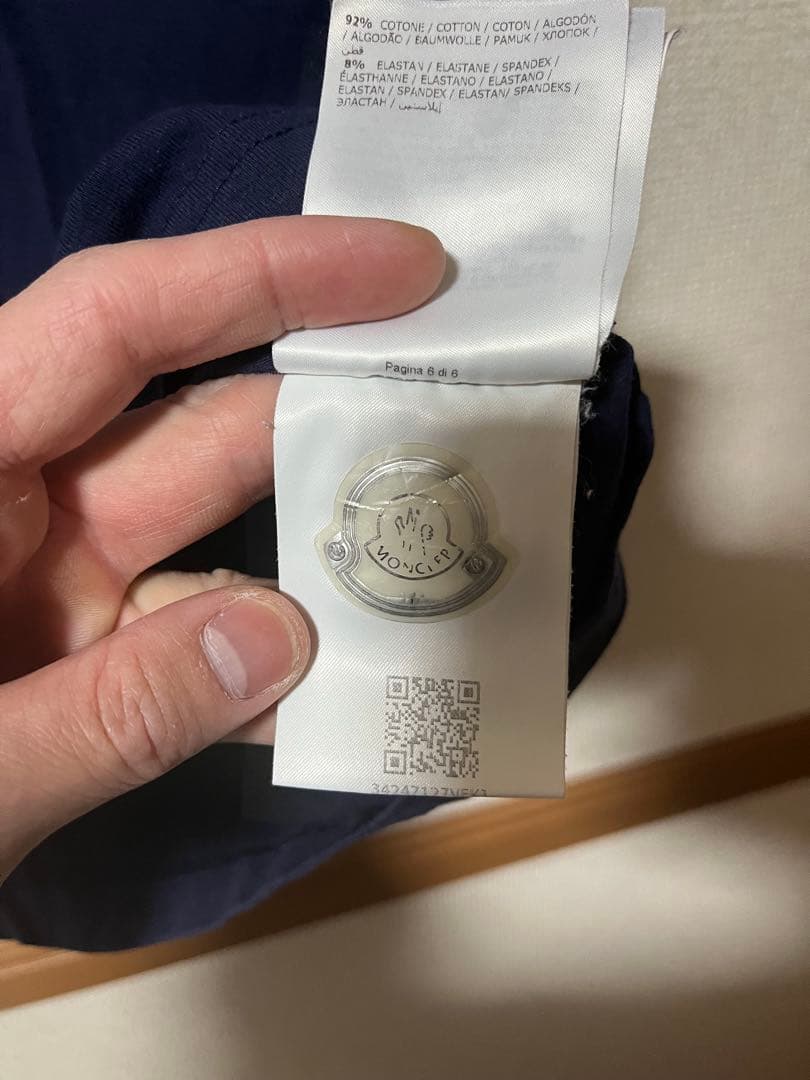 92% COTONE / COTTON / COTON / ALGODÓN
/ ALGODÃO / BAUMWOLLE / PAMUK / ХЛОПОК /
قطن
8% ELASTAN / ELASTANE / SPANDEX /
ÉLASTHANNE / ELASTANO / ELASTANO /
ELASTAN / SPANDEX / ELASTAN/ SPANDEKS /
ЭЛАСТАН / إيلاستين
Pagina 6 di 6
MONCLER